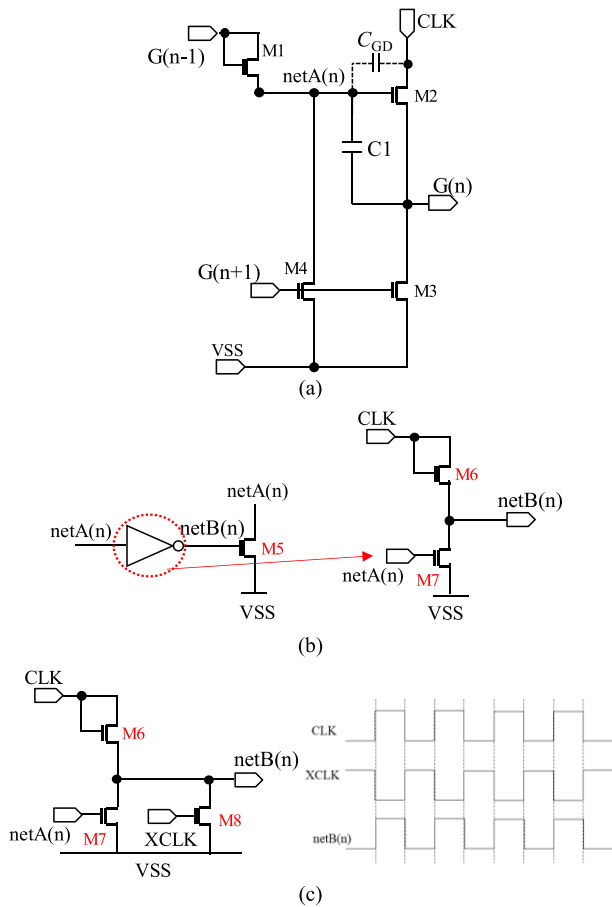 CLK
G(n-1)
M1
CGD
netA(n)
M2
C1
G(n)
G(n+1)
M4
M3
VSS
(a)
CLK
M6
netB(n)
netA(n)
netA(n)
netB(n)
M5
netA(n)
M7
VSS
VSS
(b)
CLK
M6
netB(n)
netA(n)
M7
XCLK
M8
VSS
CLK
XCLK
netB(n)
(c)